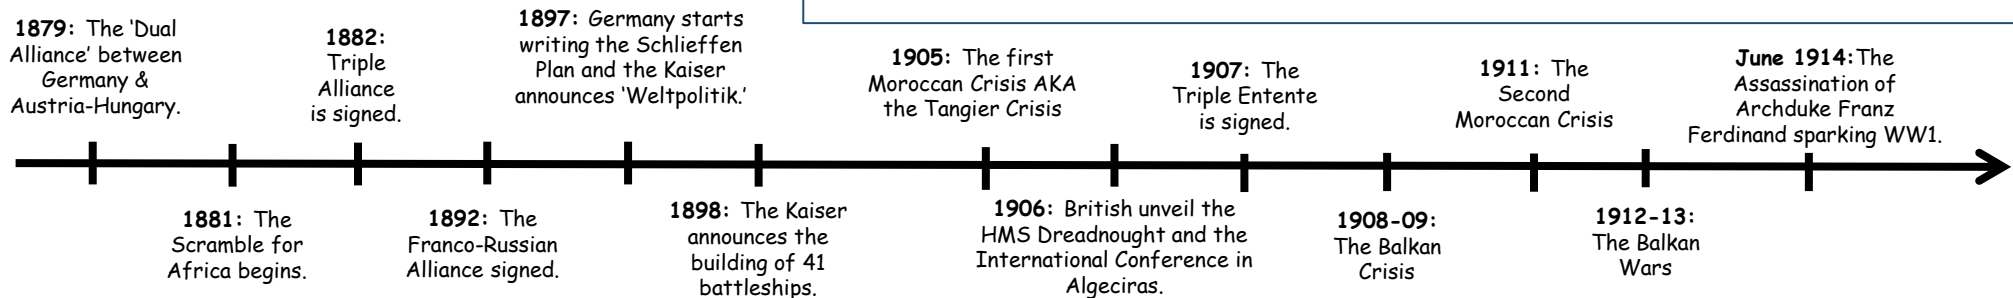 1879: The ‘Dual
Alliance’ between
Germany &
Austria-Hungary.
1881: The
Scramble for
Africa begins.
1882:
Triple
Alliance
is signed.
1892: The
Franco-Russian
Alliance signed.
1897: Germany starts
writing the Schlieffen
Plan and the Kaiser
announces ‘Weltpolitik.’
1898: The Kaiser
announces the
building of 41
battleships.
1905: The first
Moroccan Crisis AKA
the Tangier Crisis
1906: British unveil the
HMS Dreadnought and the
International Conference in
Algeciras.
1907: The
Triple Entente
is signed.
1908-09:
The Balkan
Crisis
1911: The
Second
Moroccan Crisis
1912-13:
The Balkan
Wars
June 1914:The
Assassination of
Archduke Franz
Ferdinand sparking WW1.